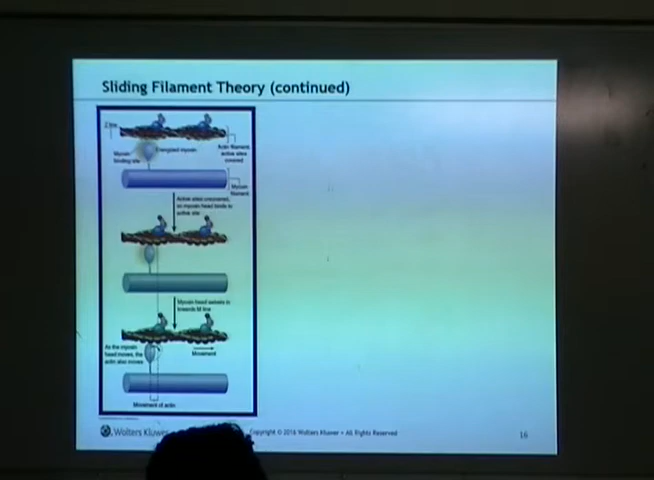 Sliding Filament Theory (continued)
Z line
Energized myosin
Myosin
binding site
Actin filament,
active sites
covered
Myosin
filament
Active sites uncovered,
so myosin head binds to
active site
Myosin head swivels in
towards M line
As the myosin
head moves, the
actin also moves
Movement
Movement of actin
Wolters Kluwer
Copyright © 2016 Wolters Kluwer • All Rights Reserved
16